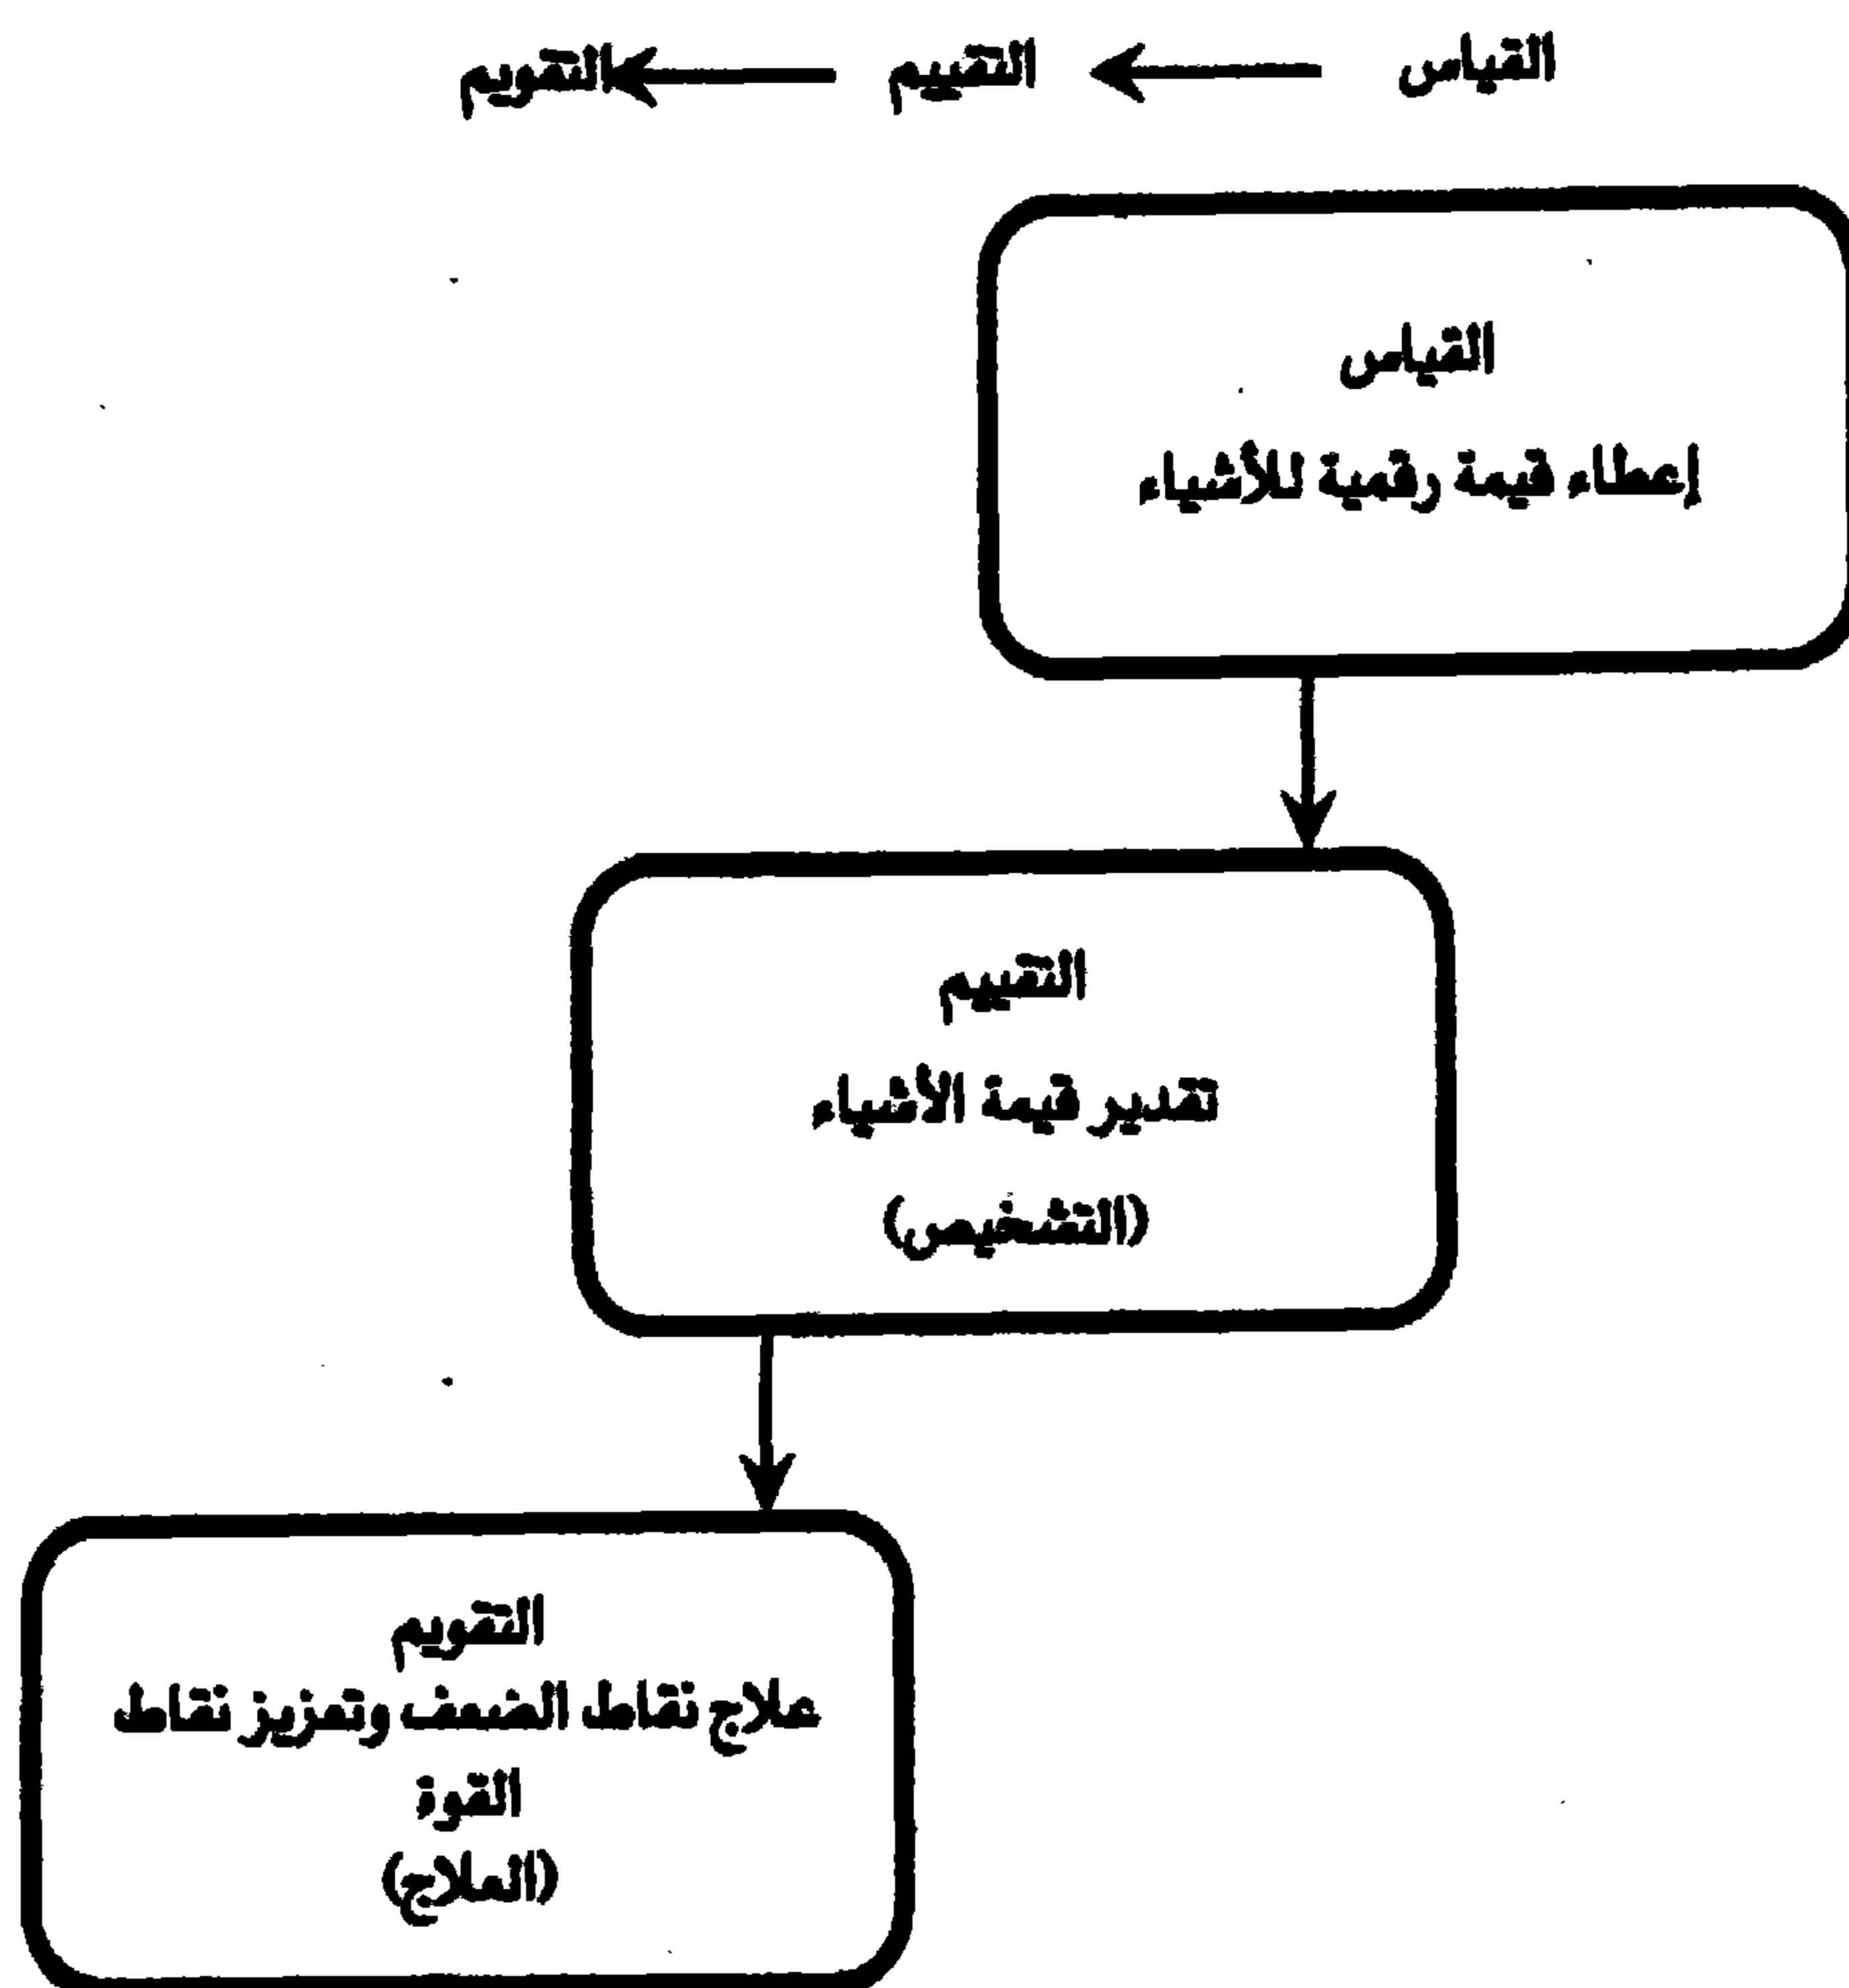 القياس ← التقييم ← التقويم
القياس
إعطاء قيمة رقمية للأشياء
التقييم
تقدير قيمة الأشياء
(التشخيص)
التقويم
علاج نقاط الضعف وتعزيز نقاط
القوة
(العلاج)